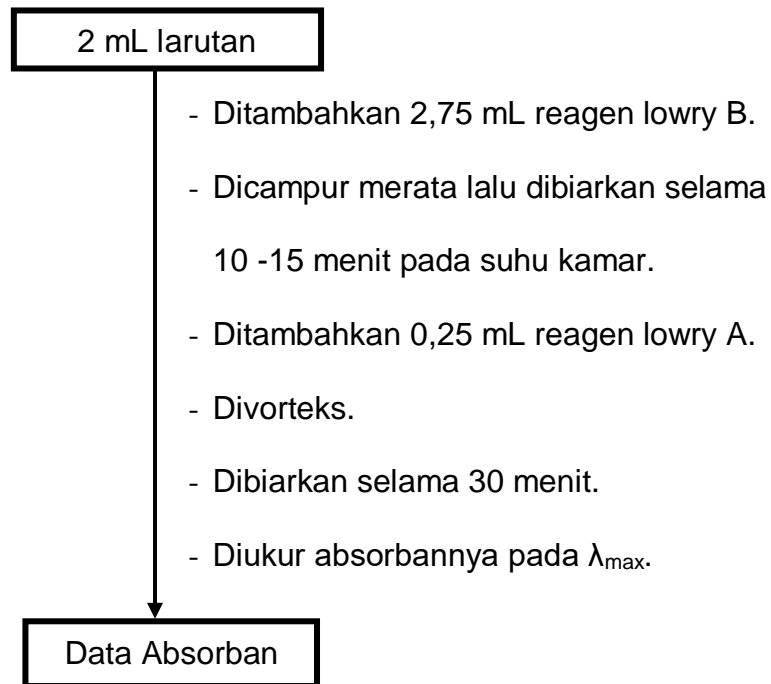 2 mL larutan
- Ditambahkan 2,75 mL reagen lowry B.
- Dicampur merata lalu dibiarkan selama
10 -15 menit pada suhu kamar.
- Ditambahkan 0,25 mL reagen lowry A.
- Divorteks.
- Dibiarkan selama 30 menit.
- Diukur absorbannya pada λmax.
Data Absorban